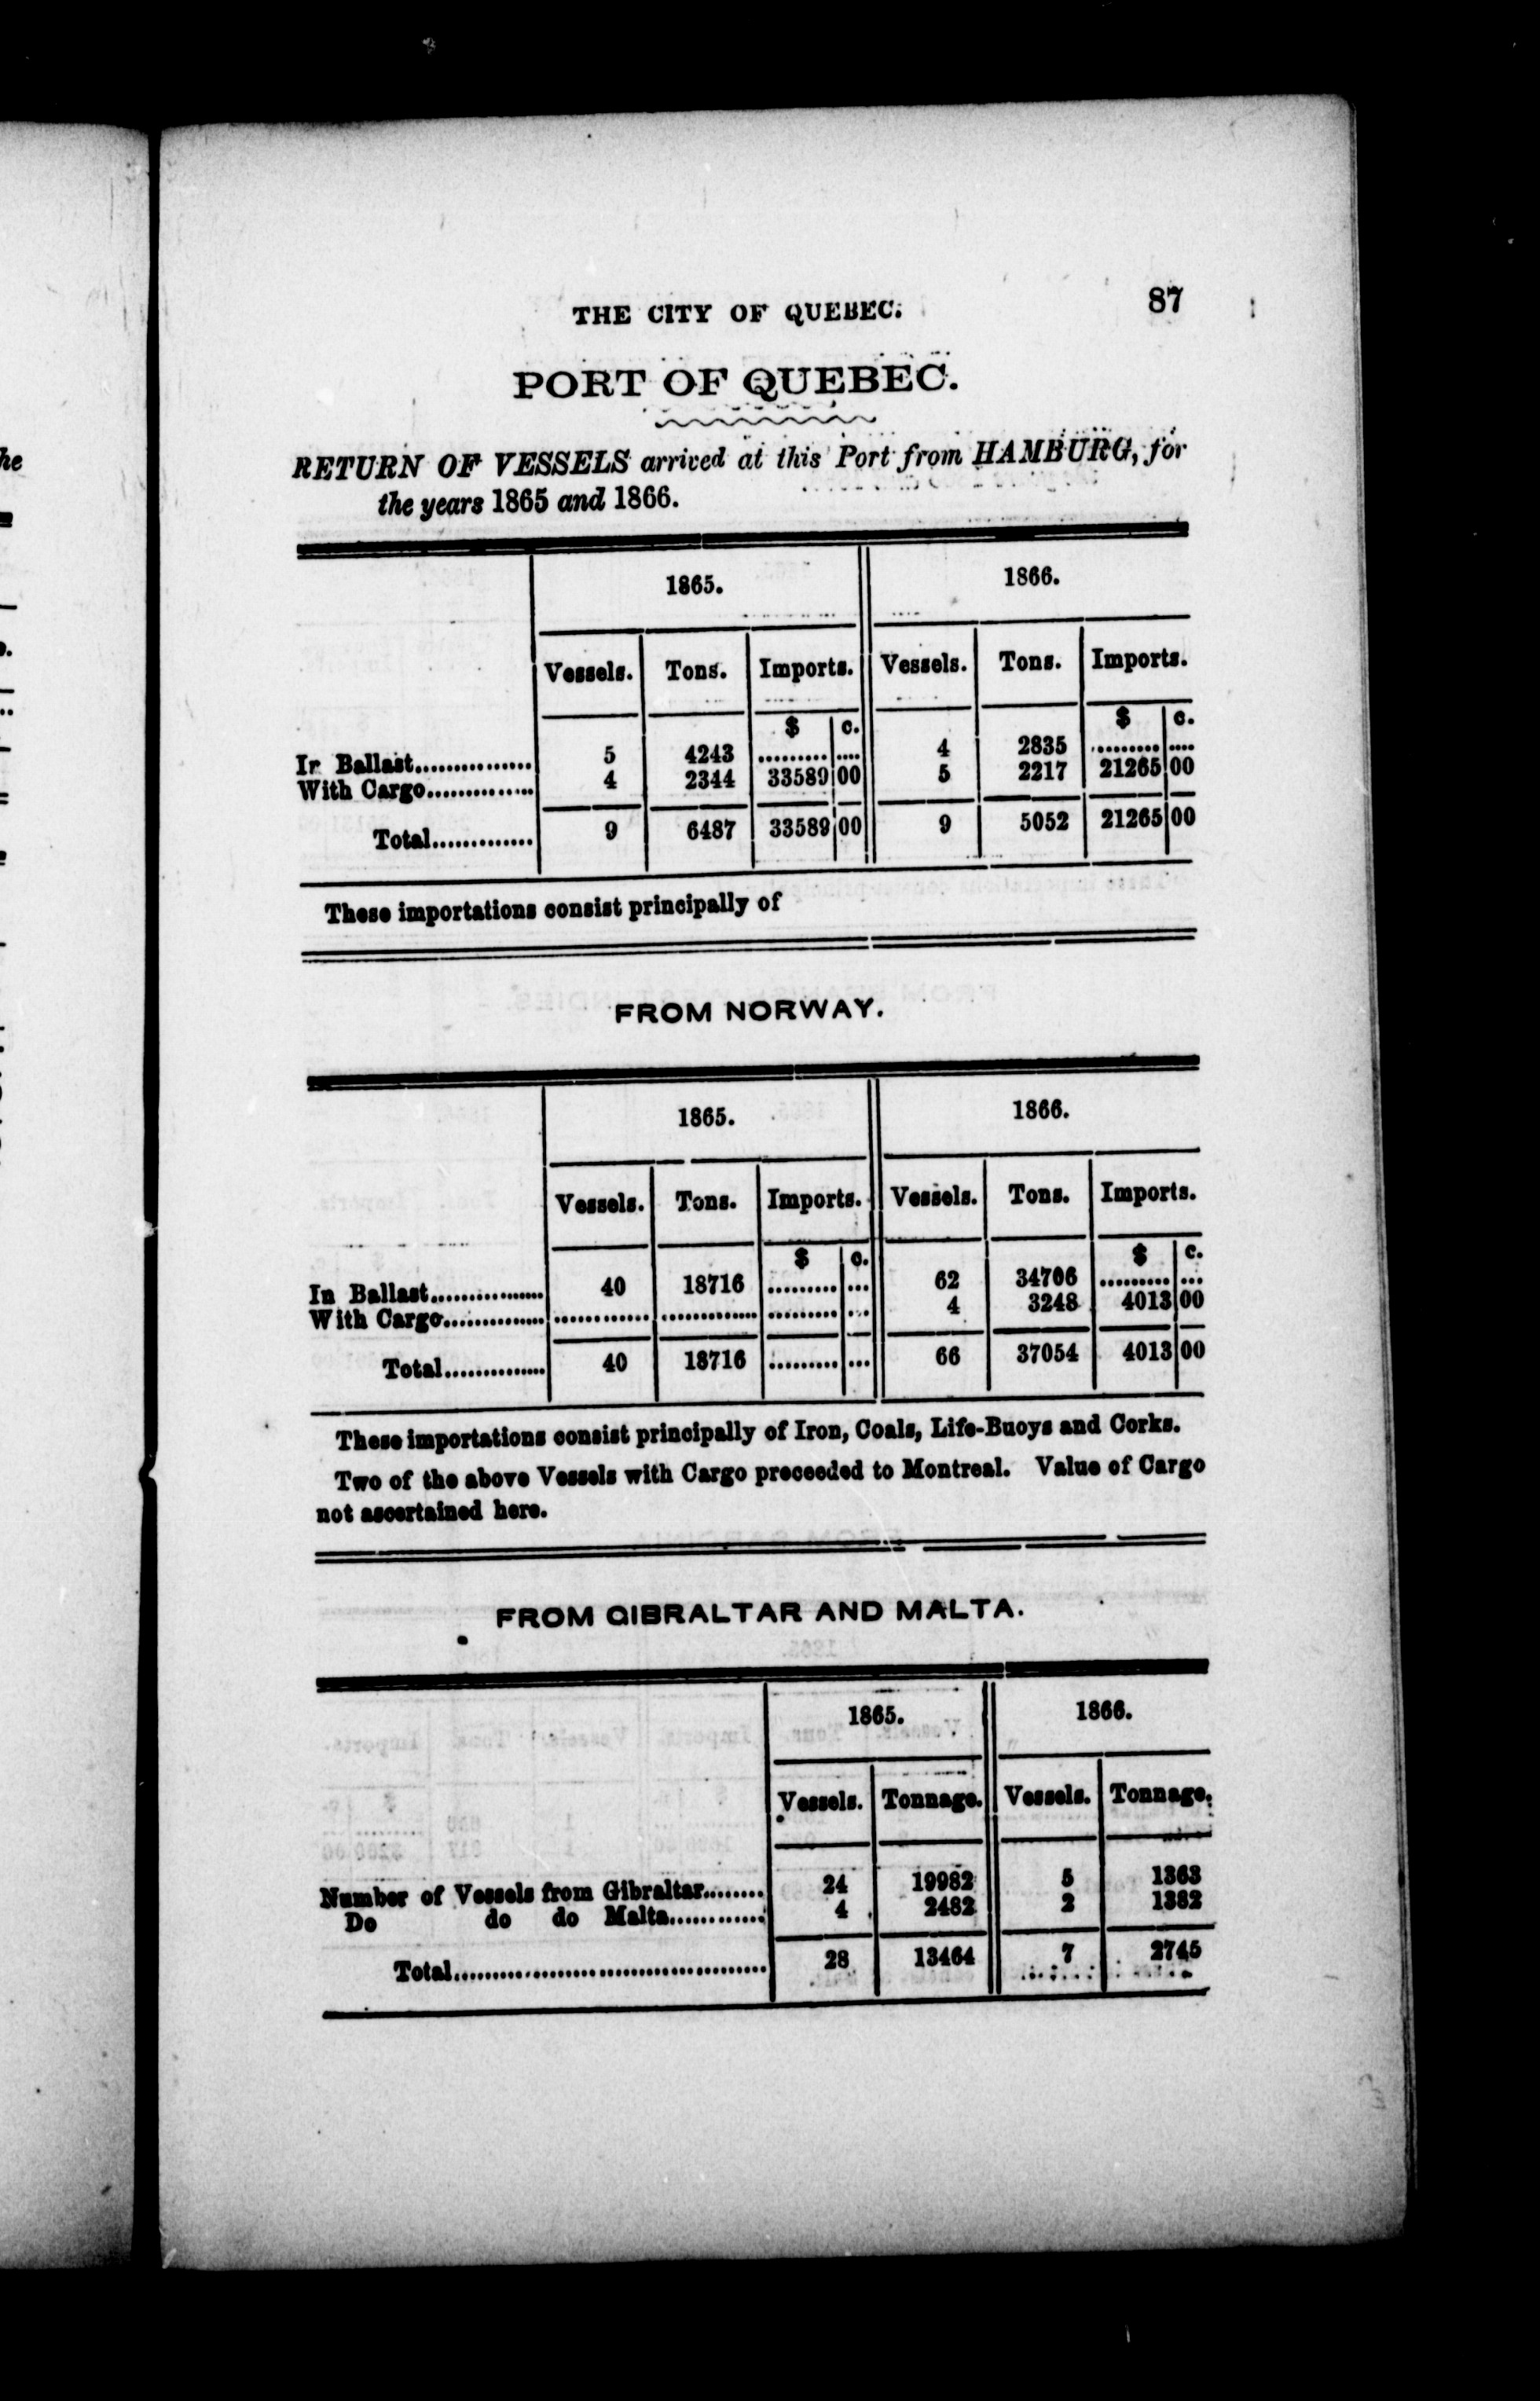 he
THE CITY OF QUEBEC. 87
PORT OF QUEBEC.
RETURN OF VESSELS arrived at this Port from HAMBURG, for
the years 1865 and 1866.
1865. 1866.
Vessels. Tons. Imports. Vessels. Tons. Imports.
$ c. $ c.
In Ballast............... 5 4243 ......... .... 4 2835 ......... ....
With Cargo.............. 4 2344 33589 00 5 2217 21265 00
Total............. 9 6487 33589 00 9 5052 21265 00
These importations consist principally of
FROM NORWAY.
1865. 1866.
Vessels. Tons. Imports. Vessels. Tons. Imports.
$ c. $ c.
In Ballast................ 40 18716 ......... ... 62 34706 ......... ...
With Cargo.............. ............ ............ ......... ... 4 3248 4013 00
Total............... 40 18716 ......... ... 66 37054 4013 00
These importations consist principally of Iron, Coals, Life-Buoys and Corks.
Two of the above Vessels with Cargo preceeded to Montreal. Value of Cargo
not ascertained here.
FROM GIBRALTAR AND MALTA.
1865. 1866.
Vessels. Tonnage. Vessels. Tonnage.
Number of Vessels from Gibraltar........ 24 19982 5 1363
Do do do Malta............ 4 2482 2 1382
Total........................................ 28 13464 7 2745